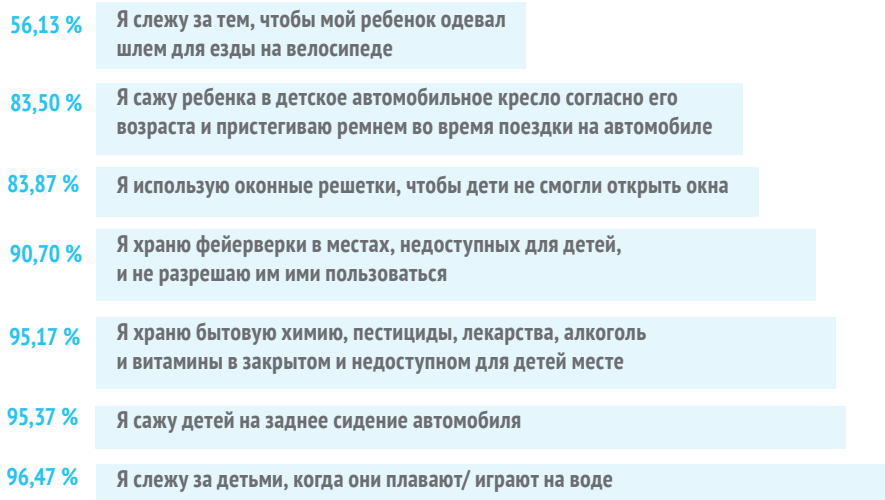 56,13 %
Я слежу за тем, чтобы мой ребенок одевал
шлем для езды на велосипеде
83,50 %
Я сажу ребенка в детское автомобильное кресло согласно его
возраста и пристегиваю ремнем во время поездки на автомобиле
83,87 %
Я использую оконные решетки, чтобы дети не смогли открыть окна
90,70 %
Я храню фейерверки в местах, недоступных для детей,
и не разрешаю им ими пользоваться
95,17 %
Я храню бытовую химию, пестициды, лекарства, алкоголь
и витамины в закрытом и недоступном для детей месте
95,37 %
Я сажу детей на заднее сидение автомобиля
96,47 %
Я слежу за детьми, когда они плавают/ играют на воде